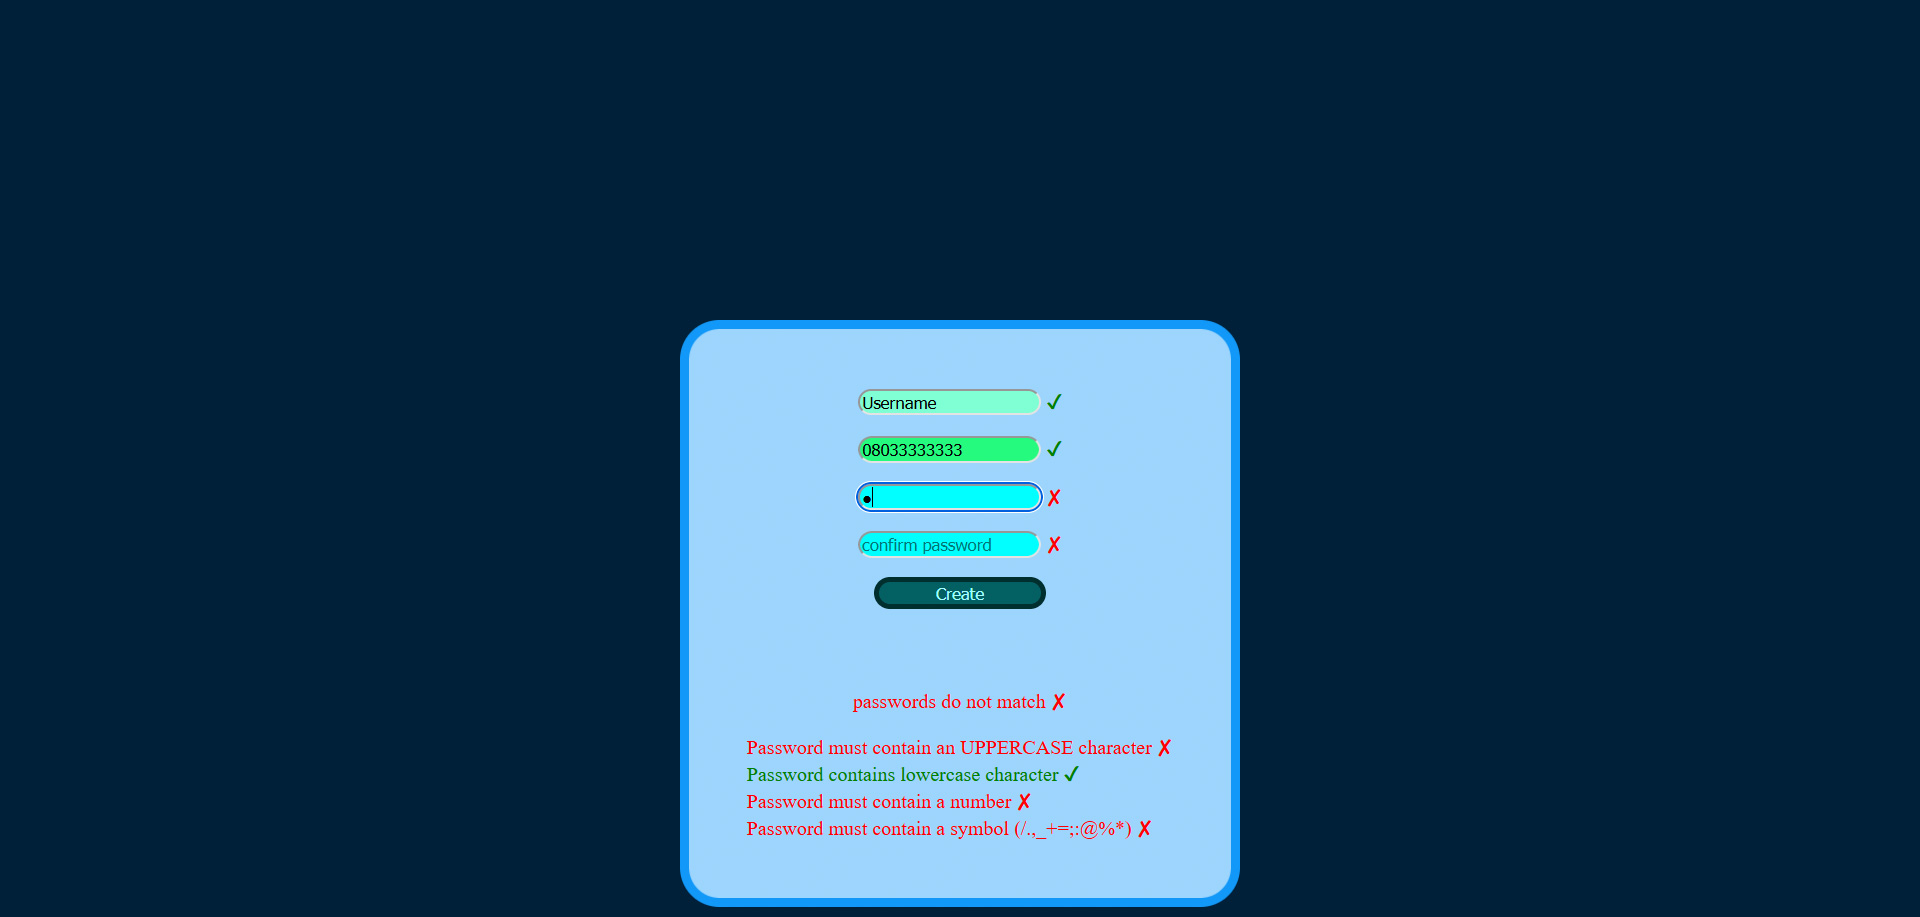 Username ✓
08033333333 ✓
● ✗
confirm password ✗
Create
passwords do not match ✗
Password must contain an UPPERCASE character ✗
Password contains lowercase character ✓
Password must contain a number ✗
Password must contain a symbol (/.,_+=;:@%*) ✗